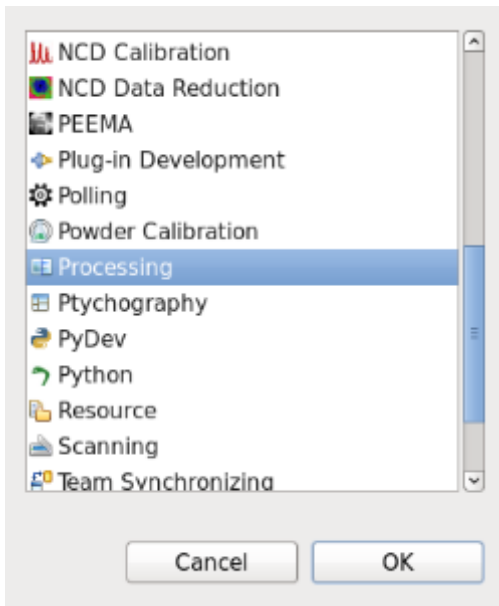 NCD Calibration
NCD Data Reduction
PEEMA
Plug-in Development
Polling
Powder Calibration
Processing
Ptychography
PyDev
Python
Resource
Scanning
Team Synchronizing
Cancel OK